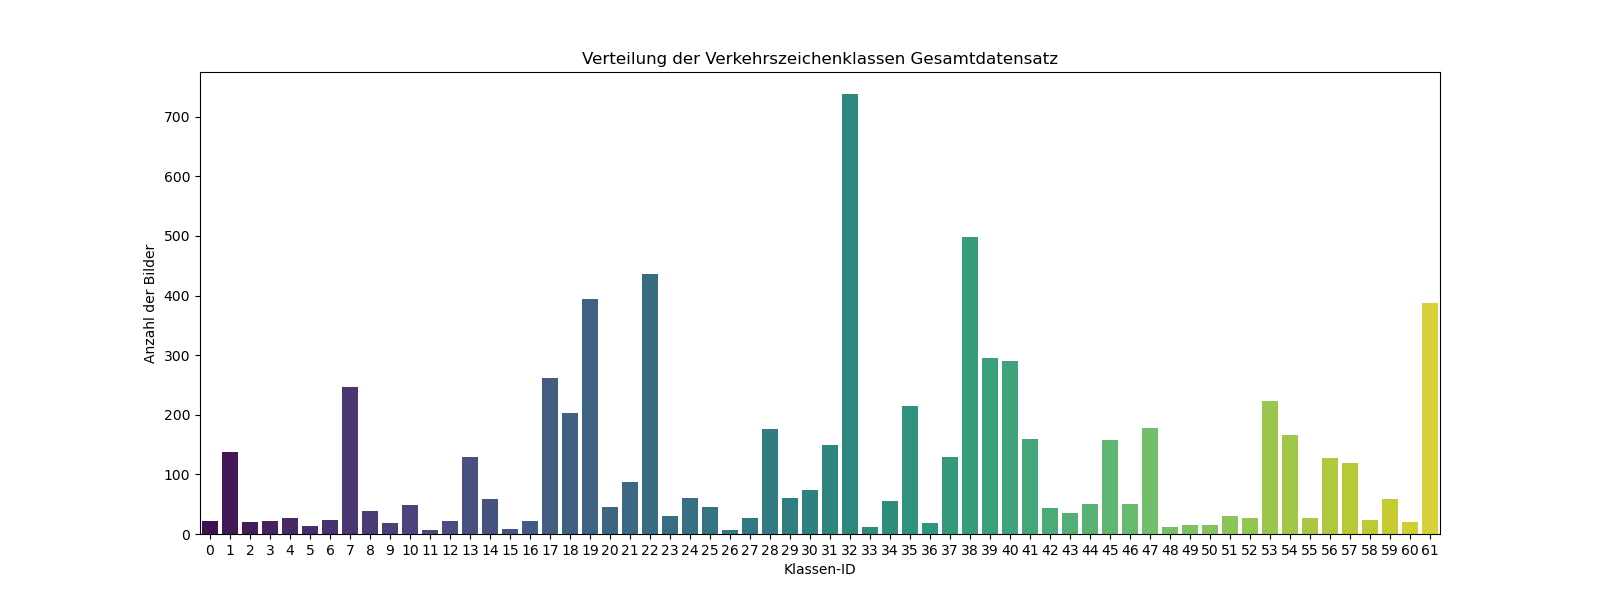 Verteilung der Verkehrszeichenklassen Gesamtdatensatz
Anzahl der Bilder
700
600
500
400
300
200
100
0
0 1 2 3 4 5 6 7 8 9 10 11 12 13 14 15 16 17 18 19 20 21 22 23 24 25 26 27 28 29 30 31 32 33 34 35 36 37 38 39 40 41 42 43 44 45 46 47 48 49 50 51 52 53 54 55 56 57 58 59 60 61
Klassen-ID